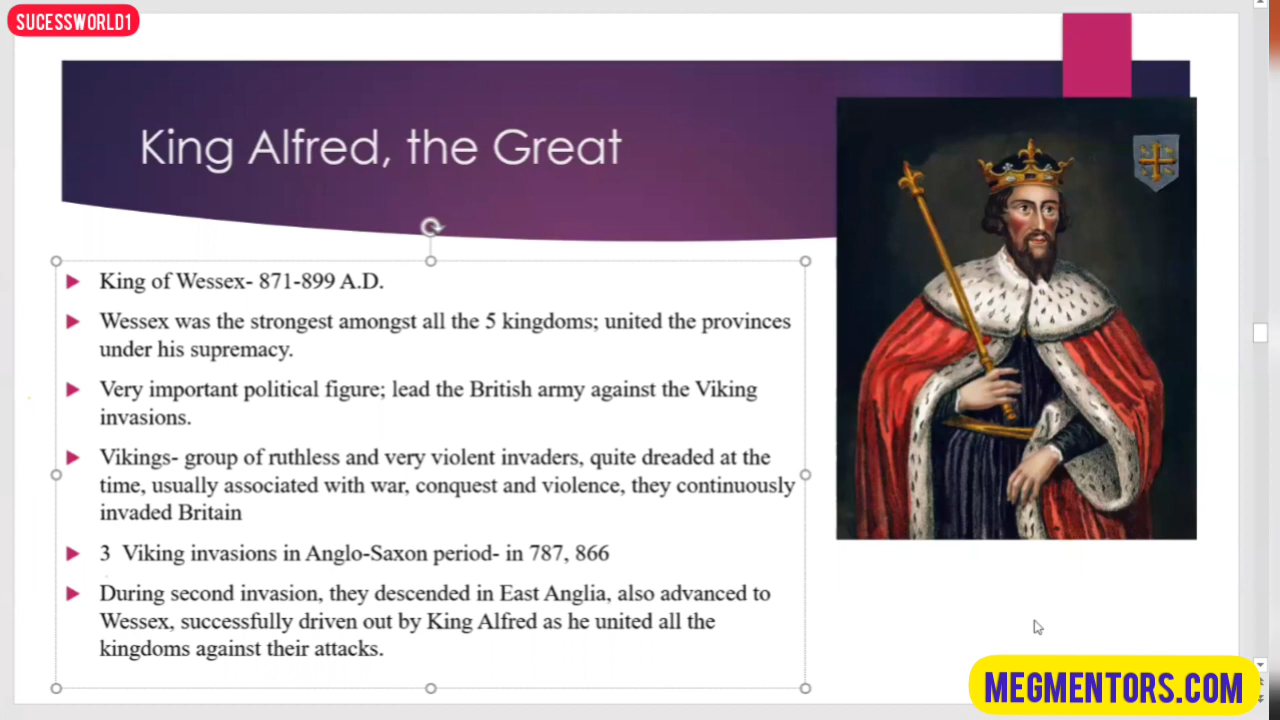 SUCESSWORLD1
King Alfred, the Great
King of Wessex- 871-899 A.D.
Wessex was the strongest amongst all the 5 kingdoms; united the provinces
under his supremacy.
Very important political figure; lead the British army against the Viking
invasions.
Vikings- group of ruthless and very violent invaders, quite dreaded at the
time, usually associated with war, conquest and violence, they continuously
invaded Britain
3 Viking invasions in Anglo-Saxon period- in 787, 866
During second invasion, they descended in East Anglia, also advanced to
Wessex, successfully driven out by King Alfred as he united all the
kingdoms against their attacks.
MEGMENTORS.COM